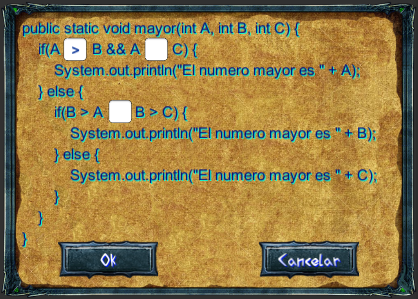 public static void mayor(int A, int B, int C) {
if(A > B && A C) {
System.out.println("El numero mayor es " + A);
} else {
if(B > A B > C) {
System.out.println("El numero mayor es " + B);
} else {
System.out.println("El numero mayor es " + C);
}
}
}
Ok Cancelar